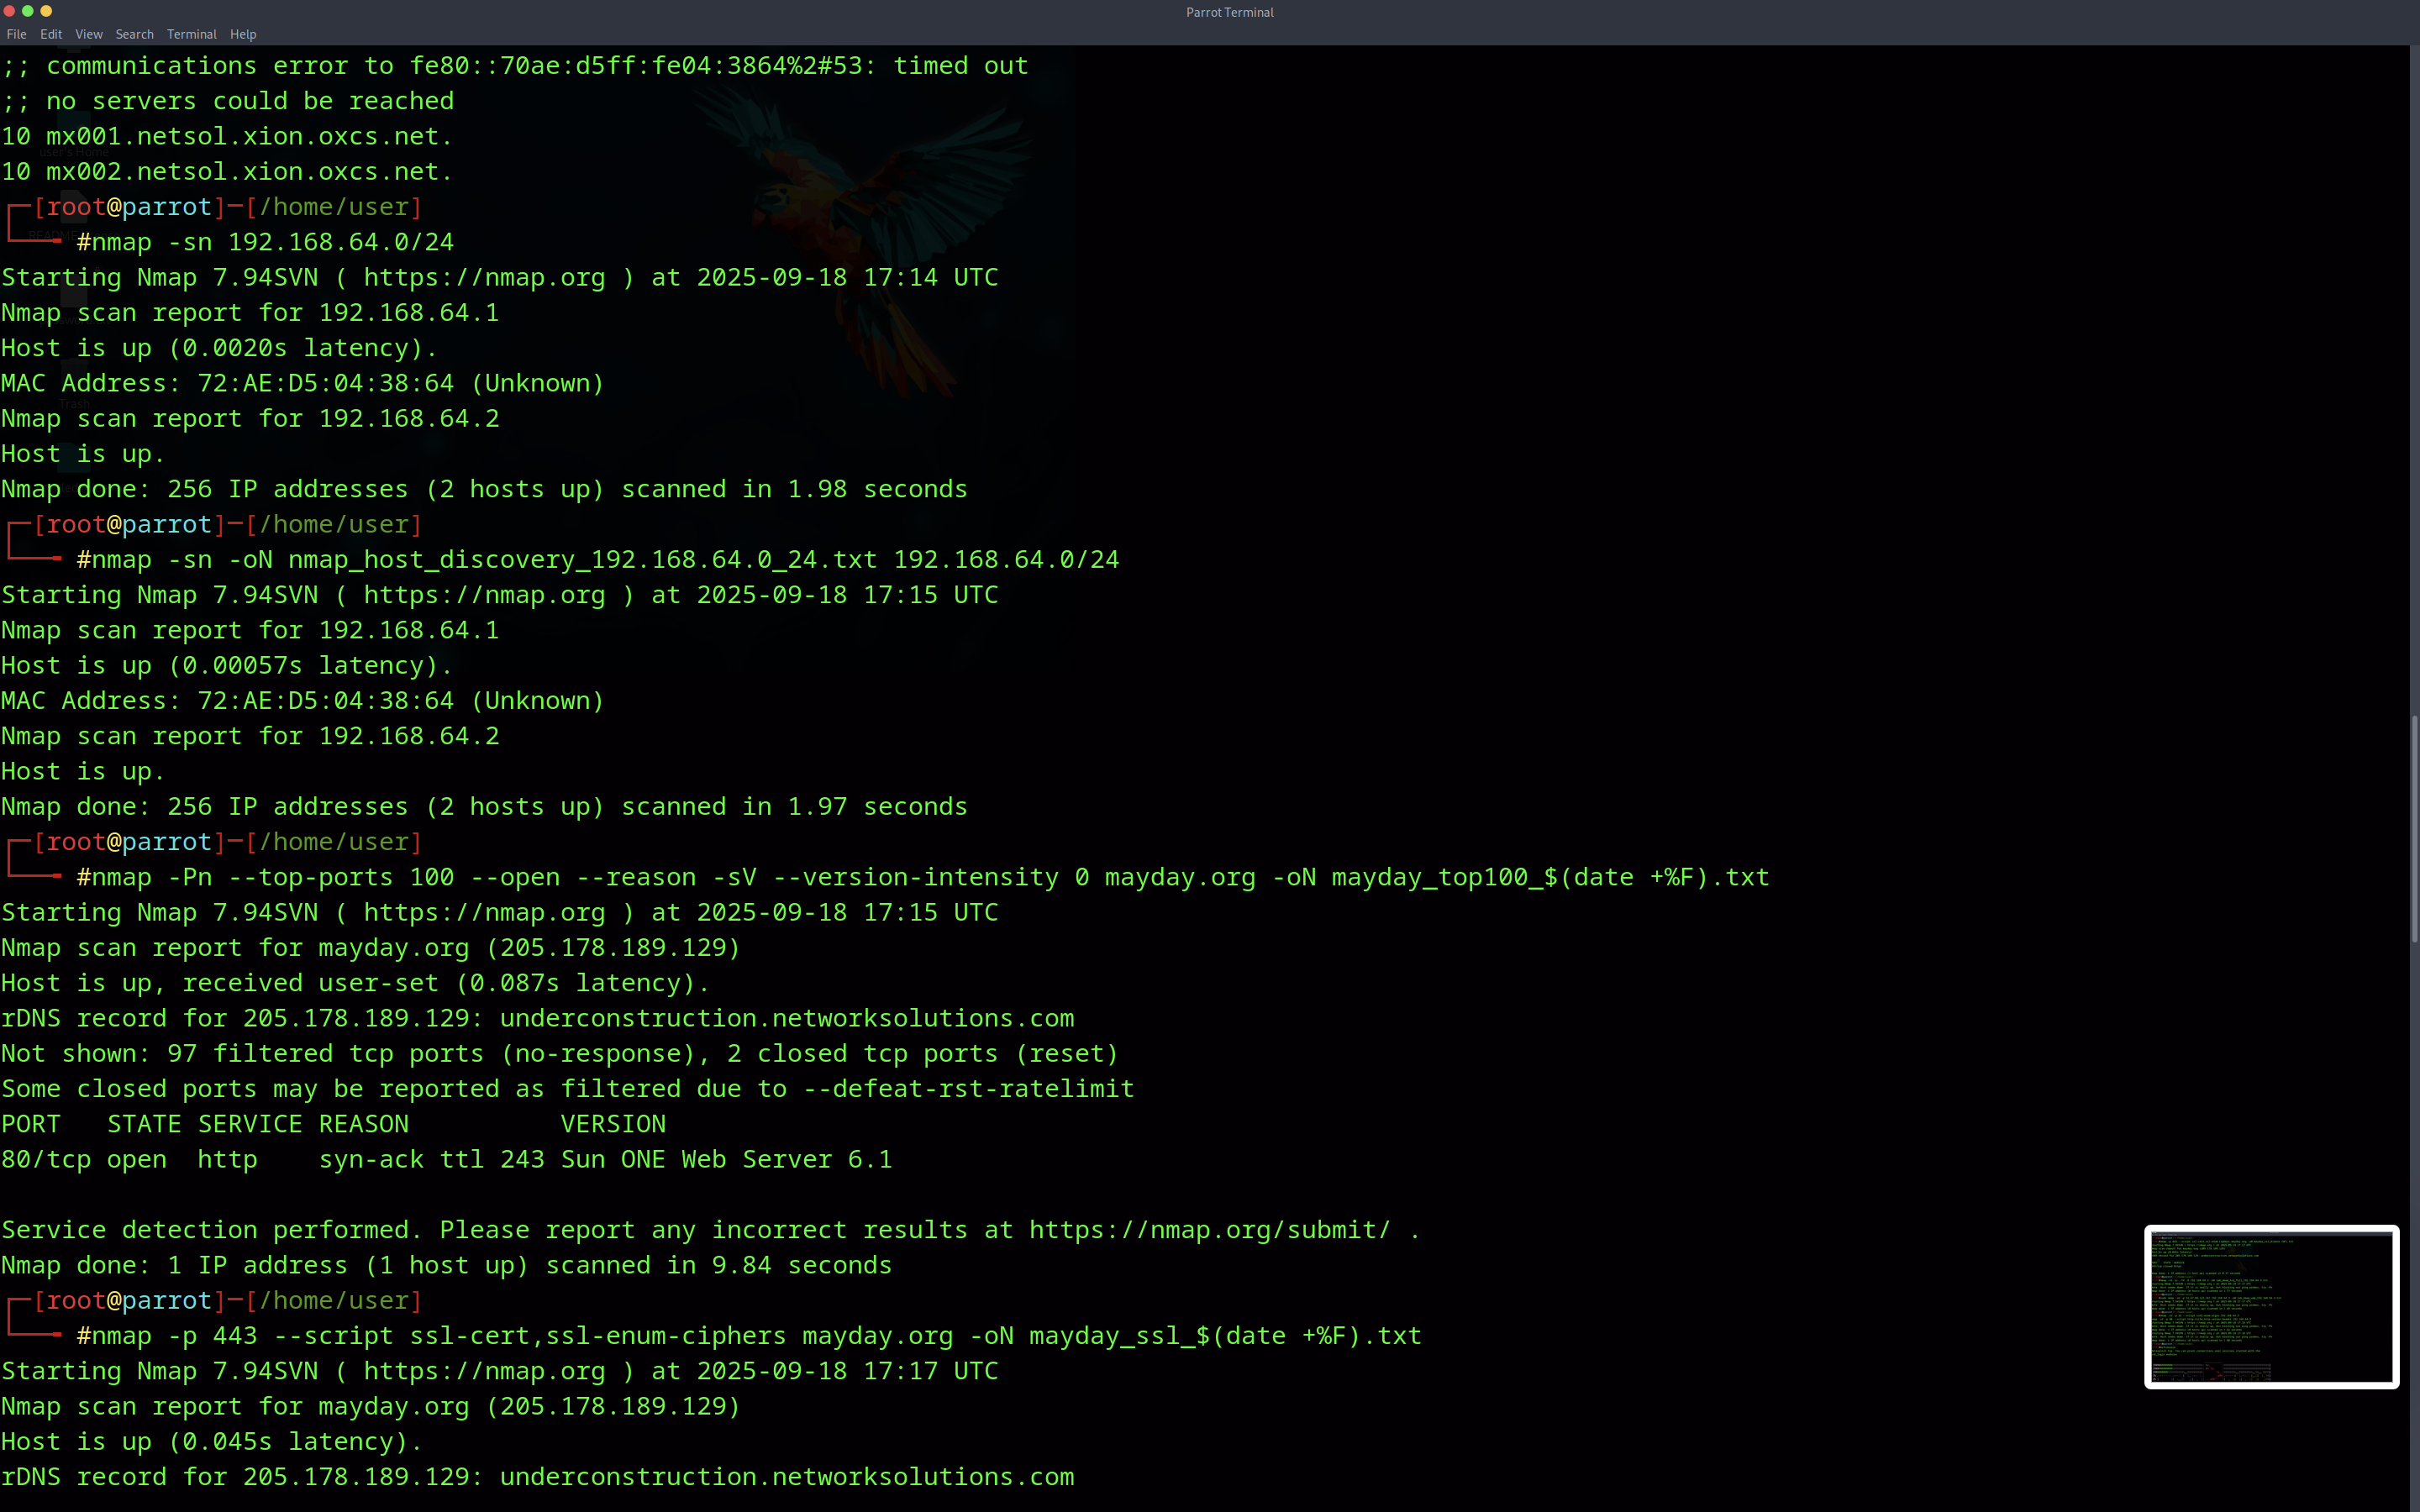 Parrot Terminal
File Edit View Search Terminal Help
;; communications error to fe80::70ae:d5ff:fe04:3864%2#53: timed out
;; no servers could be reached
10 mx001.netsol.xion.oxcs.net.
10 mx002.netsol.xion.oxcs.net.
┌─[root@parrot]─[/home/user]
└──╼ #nmap -sn 192.168.64.0/24
Starting Nmap 7.94SVN ( https://nmap.org ) at 2025-09-18 17:14 UTC
Nmap scan report for 192.168.64.1
Host is up (0.0020s latency).
MAC Address: 72:AE:D5:04:38:64 (Unknown)
Nmap scan report for 192.168.64.2
Host is up.
Nmap done: 256 IP addresses (2 hosts up) scanned in 1.98 seconds
┌─[root@parrot]─[/home/user]
└──╼ #nmap -sn -oN nmap_host_discovery_192.168.64.0_24.txt 192.168.64.0/24
Starting Nmap 7.94SVN ( https://nmap.org ) at 2025-09-18 17:15 UTC
Nmap scan report for 192.168.64.1
Host is up (0.00057s latency).
MAC Address: 72:AE:D5:04:38:64 (Unknown)
Nmap scan report for 192.168.64.2
Host is up.
Nmap done: 256 IP addresses (2 hosts up) scanned in 1.97 seconds
┌─[root@parrot]─[/home/user]
└──╼ #nmap -Pn --top-ports 100 --open --reason -sV --version-intensity 0 mayday.org -oN mayday_top100_$(date +%F).txt
Starting Nmap 7.94SVN ( https://nmap.org ) at 2025-09-18 17:15 UTC
Nmap scan report for mayday.org (205.178.189.129)
Host is up, received user-set (0.087s latency).
rDNS record for 205.178.189.129: underconstruction.networksolutions.com
Not shown: 97 filtered tcp ports (no-response), 2 closed tcp ports (reset)
Some closed ports may be reported as filtered due to --defeat-rst-ratelimit
PORT   STATE SERVICE REASON          VERSION
80/tcp open  http    syn-ack ttl 243 Sun ONE Web Server 6.1
Service detection performed. Please report any incorrect results at https://nmap.org/submit/ .
Nmap done: 1 IP address (1 host up) scanned in 9.84 seconds
┌─[root@parrot]─[/home/user]
└──╼ #nmap -p 443 --script ssl-cert,ssl-enum-ciphers mayday.org -oN mayday_ssl_$(date +%F).txt
Starting Nmap 7.94SVN ( https://nmap.org ) at 2025-09-18 17:17 UTC
Nmap scan report for mayday.org (205.178.189.129)
Host is up (0.045s latency).
rDNS record for 205.178.189.129: underconstruction.networksolutions.com